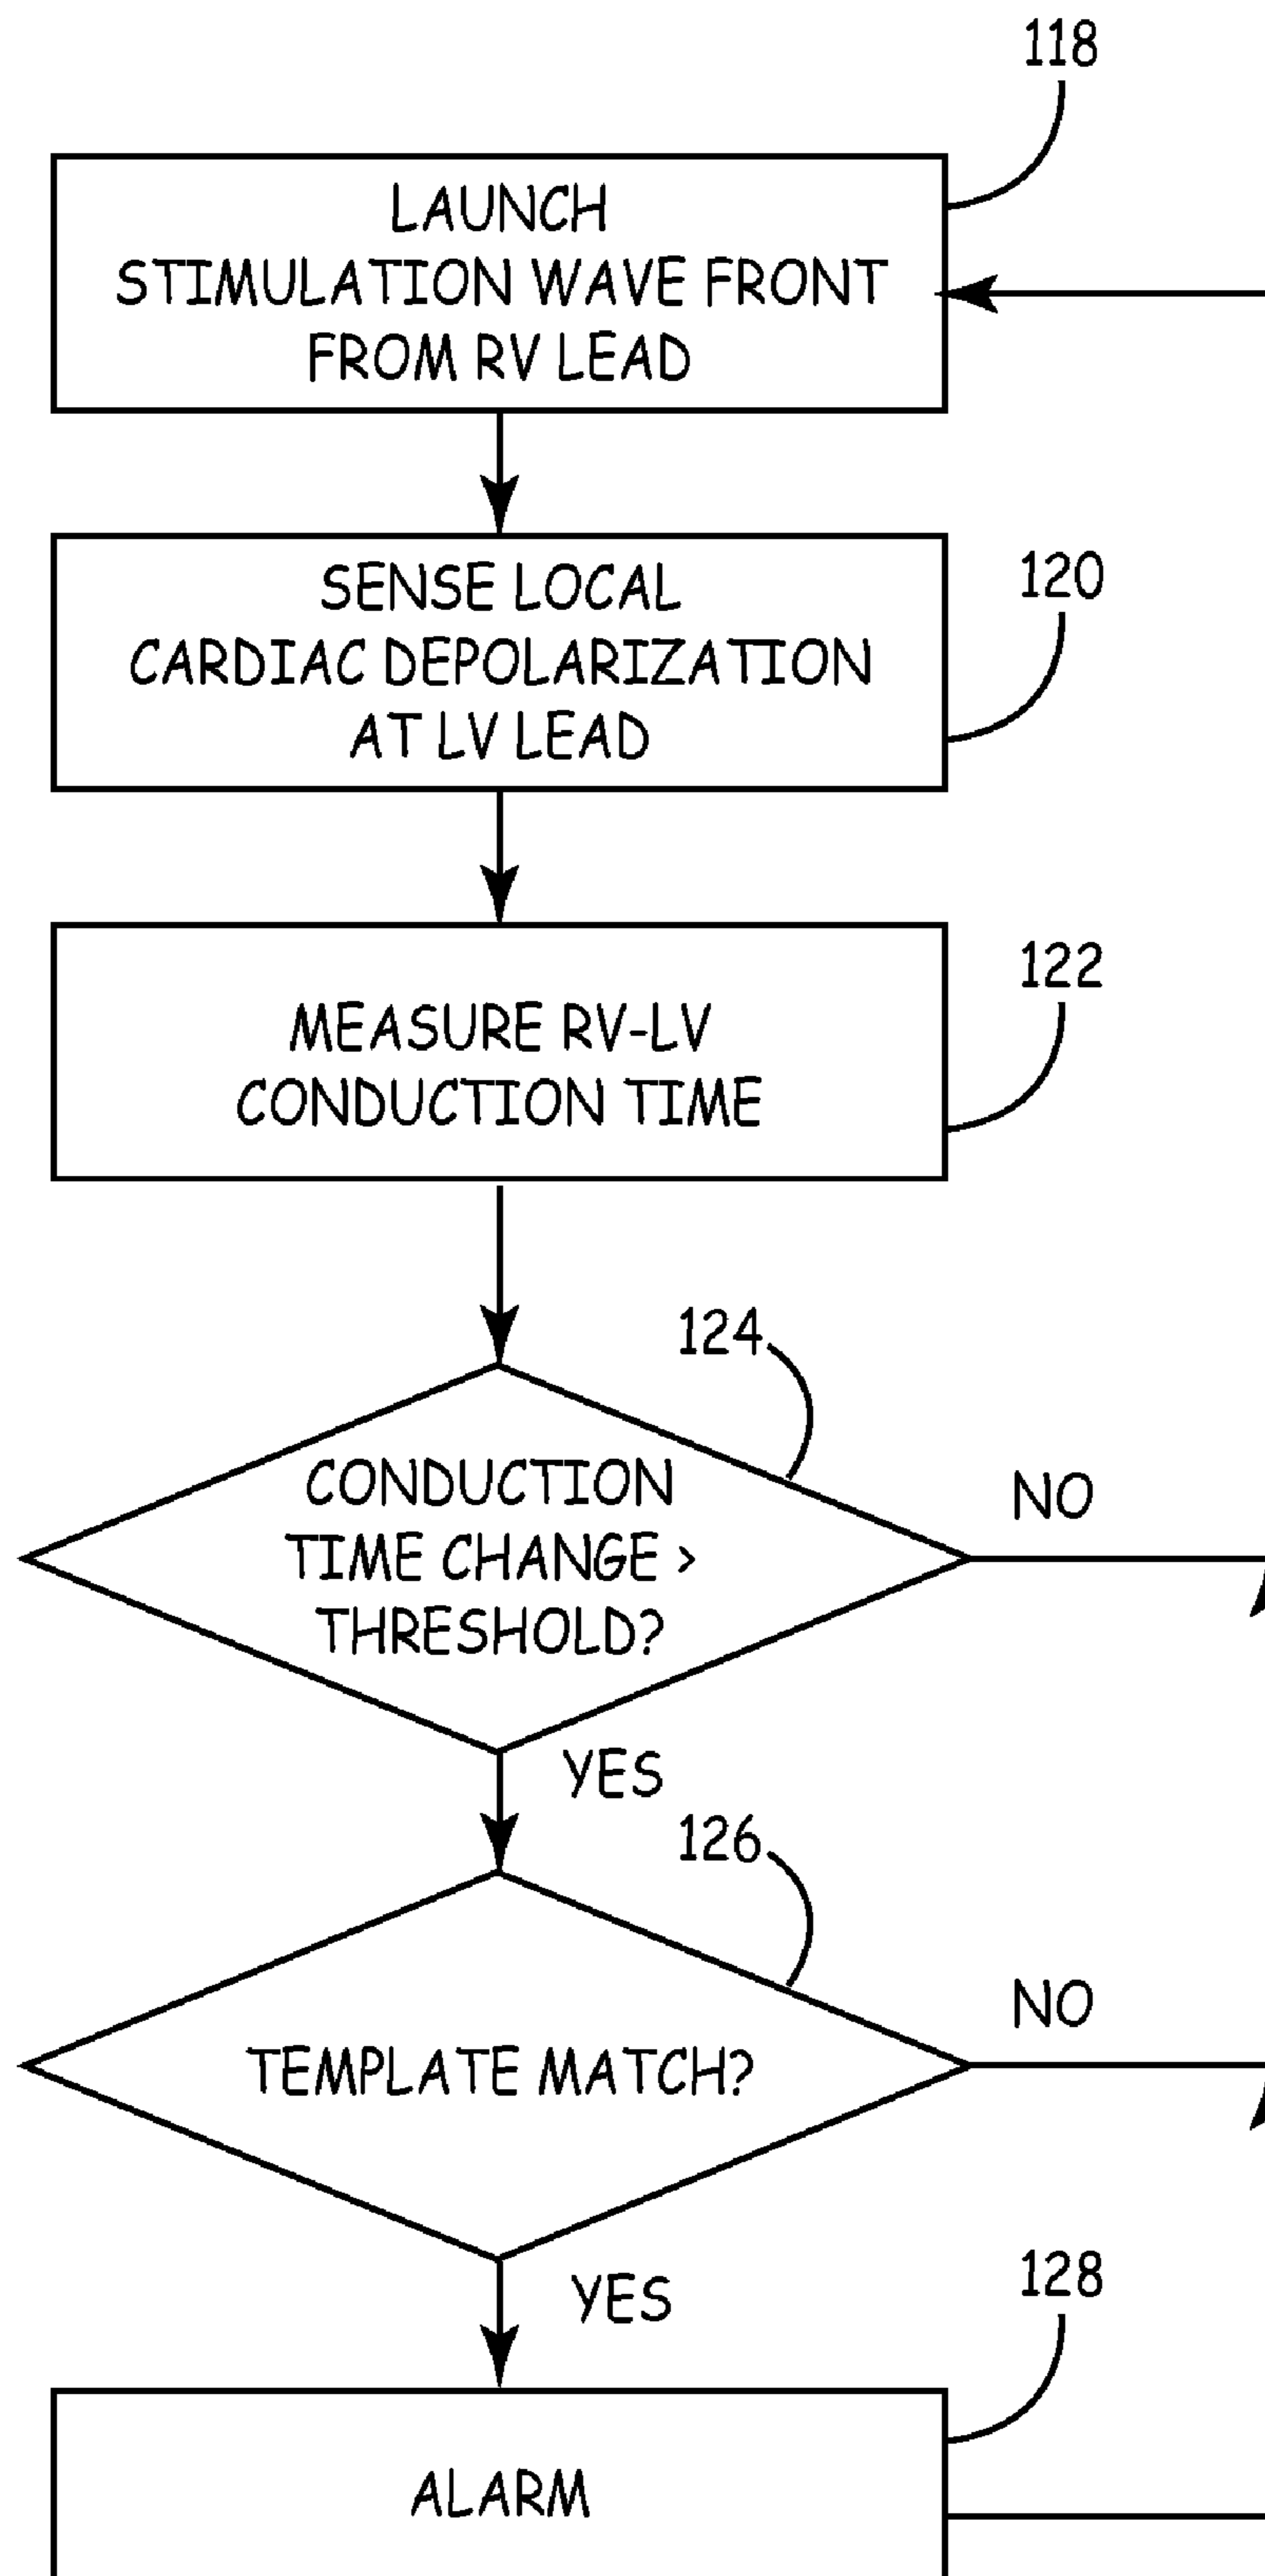 118
LAUNCH
STIMULATION WAVE FRONT
FROM RV LEAD
120
SENSE LOCAL
CARDIAC DEPOLARIZATION
AT LV LEAD
122
MEASURE RV-LV
CONDUCTION TIME
124
CONDUCTION
TIME CHANGE >
THRESHOLD?
NO
YES
126
TEMPLATE MATCH?
NO
YES
128
ALARM